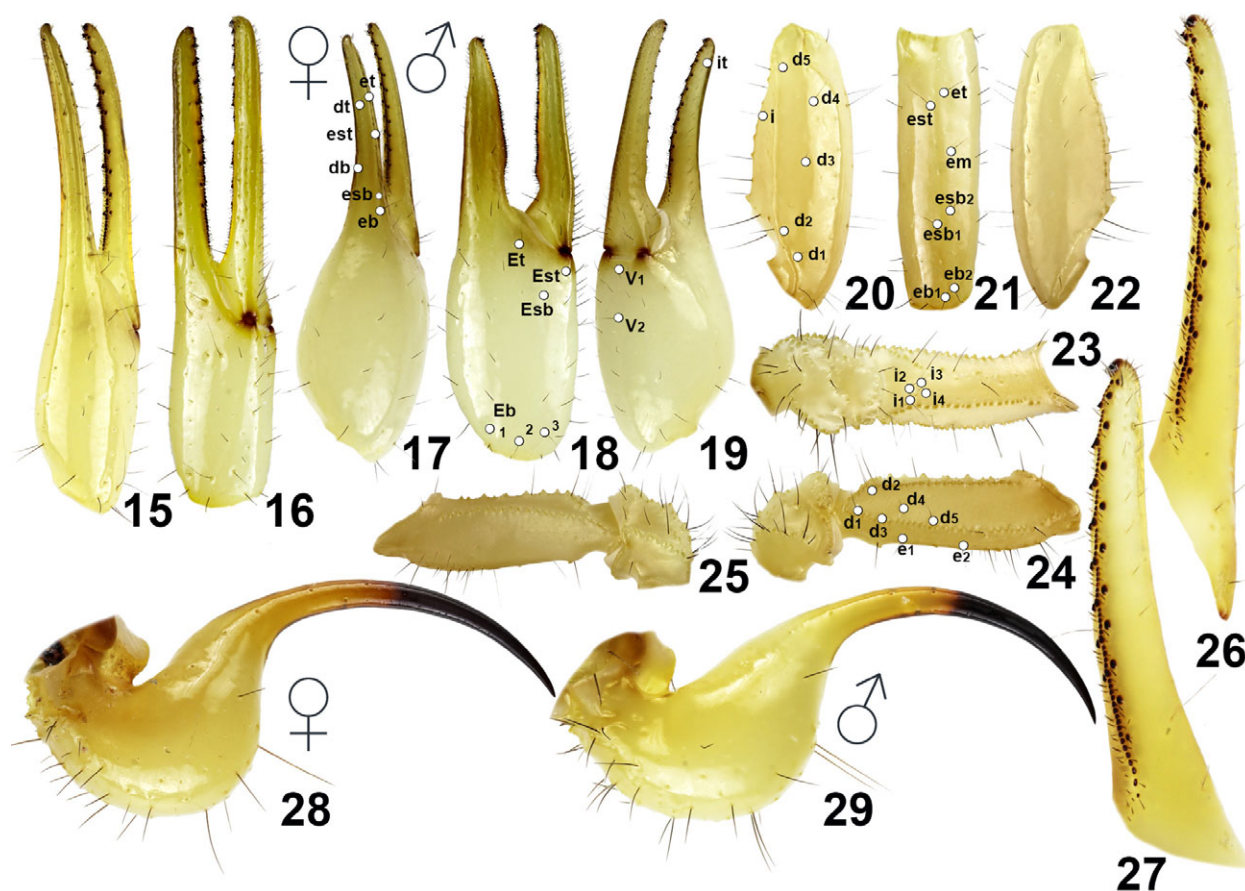 ♀
♂
et
dt
est
db
esb
eb
15
16
17
Et
Est
Esb
Eb
1
2
3
18
it
V1
V2
19
d5
d4
i
d3
d2
d1
20
et
est
em
esb2
esb1
eb2
eb1
21
22
23
i2
i3
i1
i4
d2
d4
d1
d3
d5
e1
e2
24
25
26
27
♀
28
♂
29